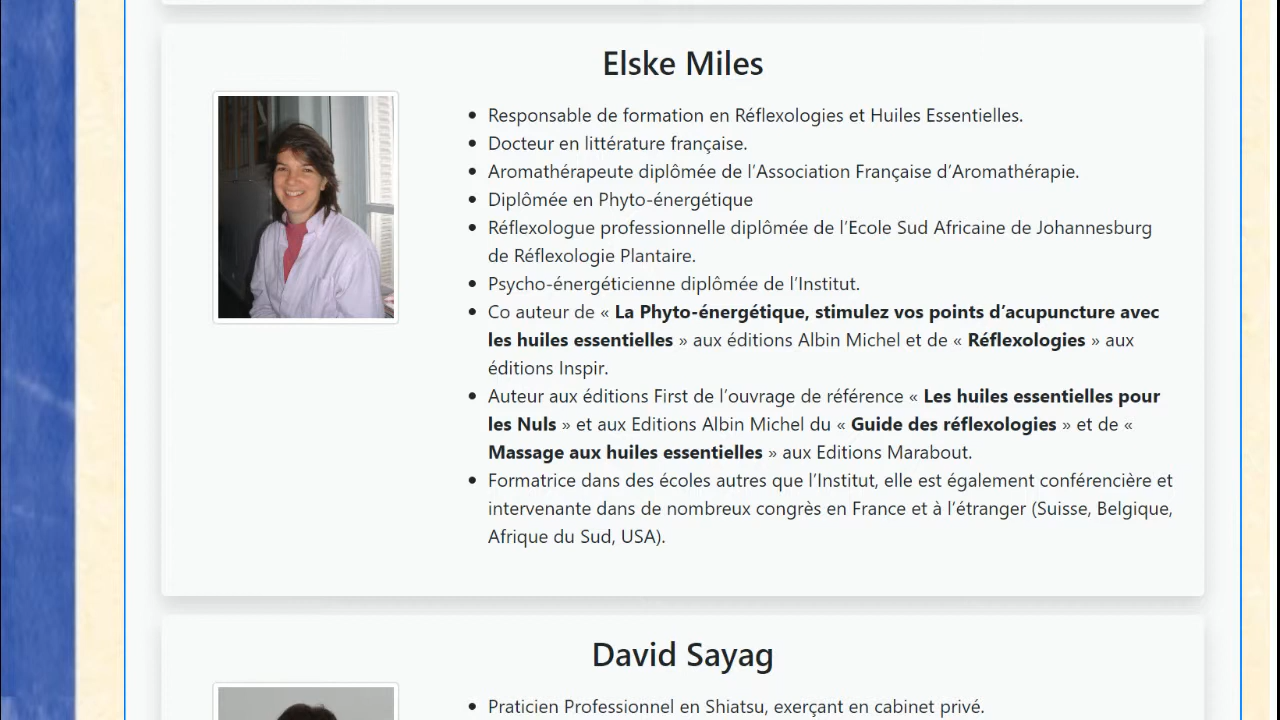 Elske Miles
Responsable de formation en Réflexologies et Huiles Essentielles.
Docteur en littérature française.
Aromathérapeute diplômée de l’Association Française d’Aromathérapie.
Diplômée en Phyto-énergétique
Réflexologue professionnelle diplômée de l’Ecole Sud Africaine de Johannesburg
de Réflexologie Plantaire.
Psycho-énergéticienne diplômée de l’Institut.
Co auteur de « La Phyto-énergétique, stimulez vos points d’acupuncture avec
les huiles essentielles » aux éditions Albin Michel et de « Réflexologies » aux
éditions Inspir.
Auteur aux éditions First de l’ouvrage de référence « Les huiles essentielles pour
les Nuls » et aux Editions Albin Michel du « Guide des réflexologies » et de «
Massage aux huiles essentielles » aux Editions Marabout.
Formatrice dans des écoles autres que l’Institut, elle est également conférencière et
intervenante dans de nombreux congrès en France et à l’étranger (Suisse, Belgique,
Afrique du Sud, USA).
David Sayag
Praticien Professionnel en Shiatsu, exerçant en cabinet privé.